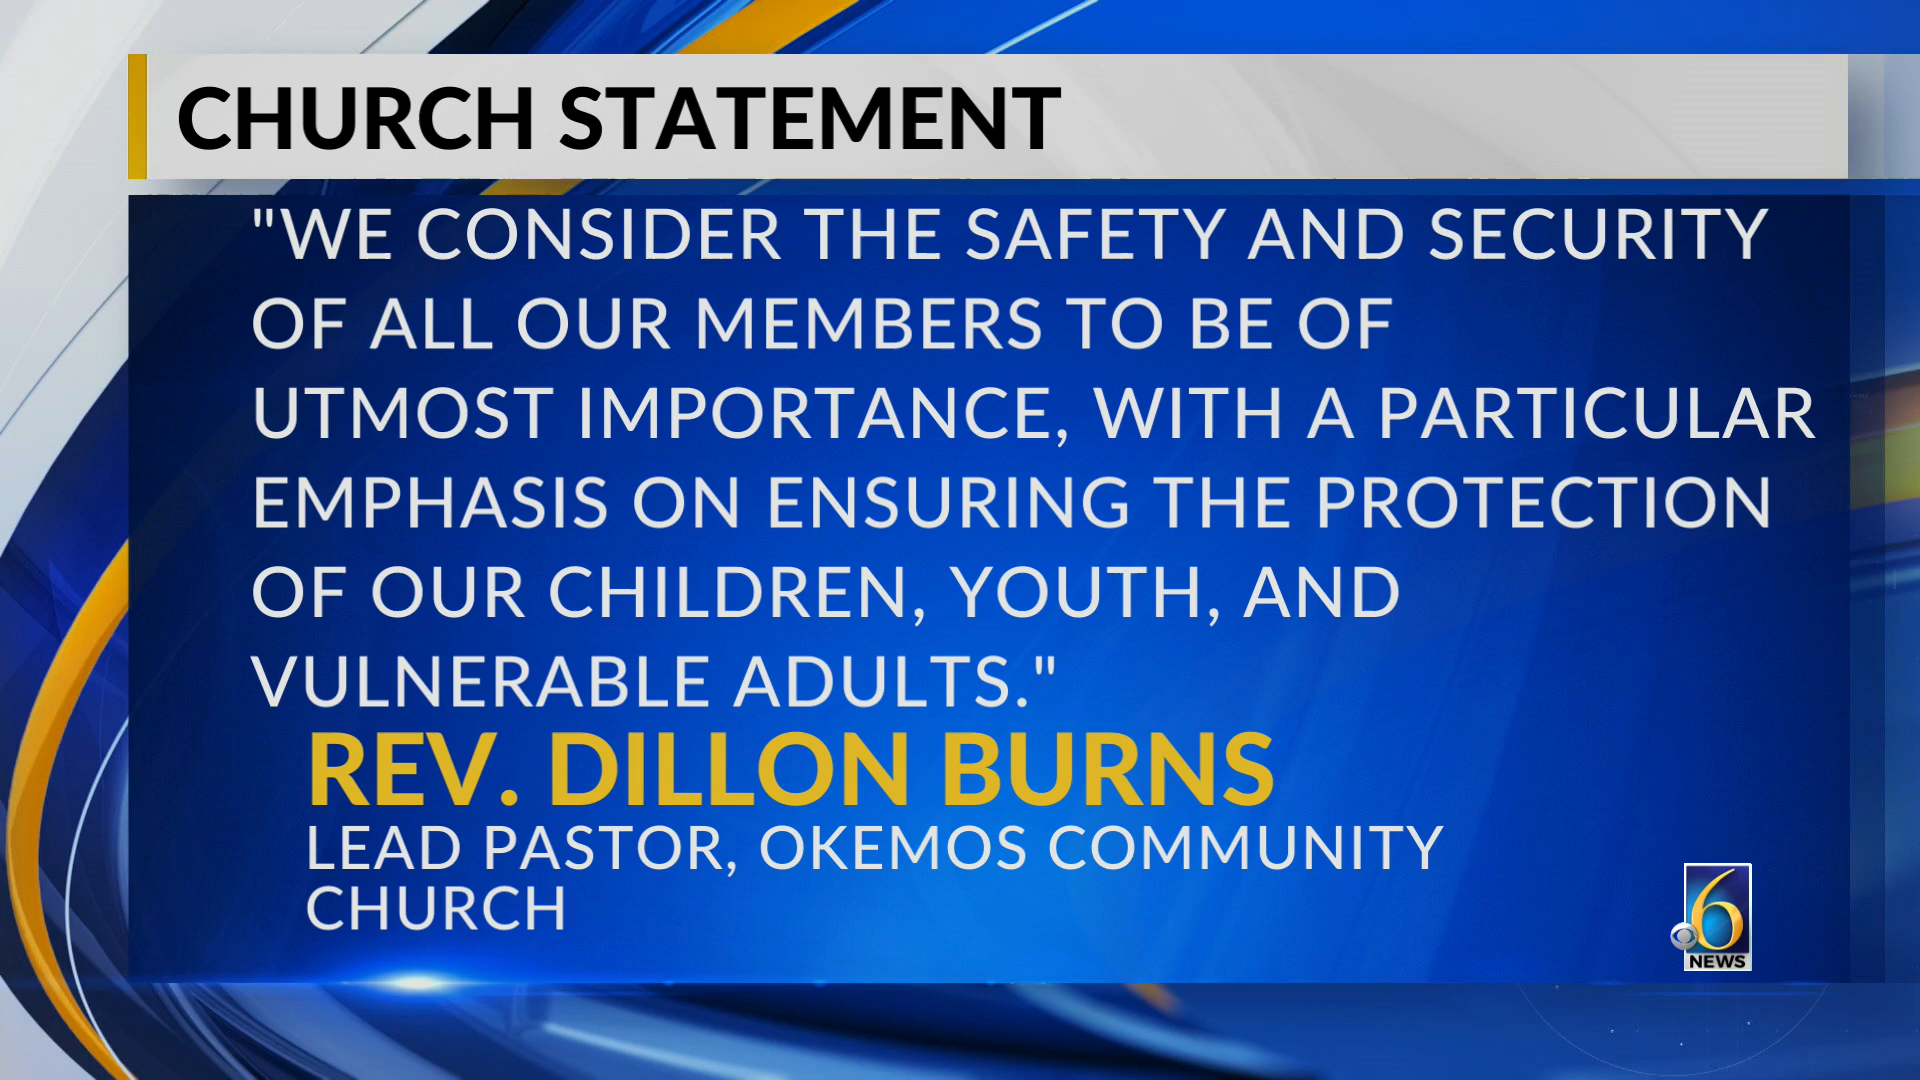 CHURCH STATEMENT
"WE CONSIDER THE SAFETY AND SECURITY
OF ALL OUR MEMBERS TO BE OF
UTMOST IMPORTANCE, WITH A PARTICULAR
EMPHASIS ON ENSURING THE PROTECTION
OF OUR CHILDREN, YOUTH, AND
VULNERABLE ADULTS."
REV. DILLON BURNS
LEAD PASTOR, OKEMOS COMMUNITY
CHURCH
6
NEWS